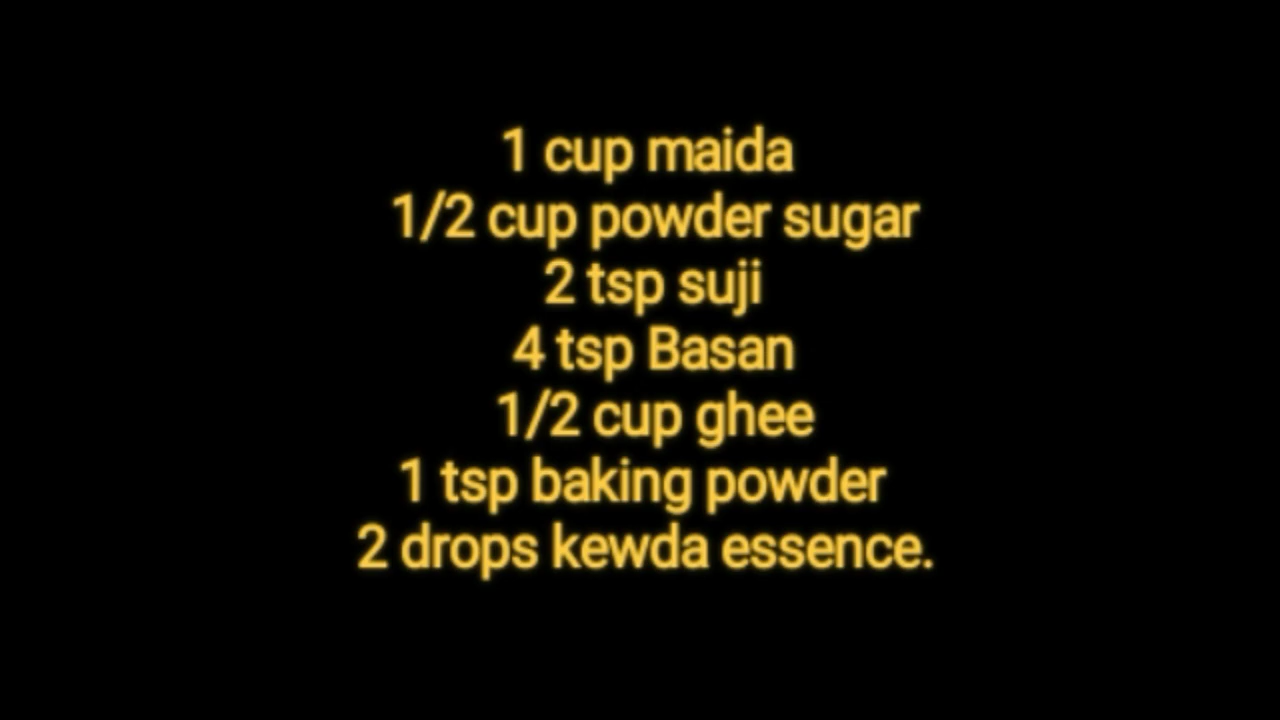 1 cup maida
1/2 cup powder sugar
2 tsp suji
4 tsp Basan
1/2 cup ghee
1 tsp baking powder
2 drops kewda essence.